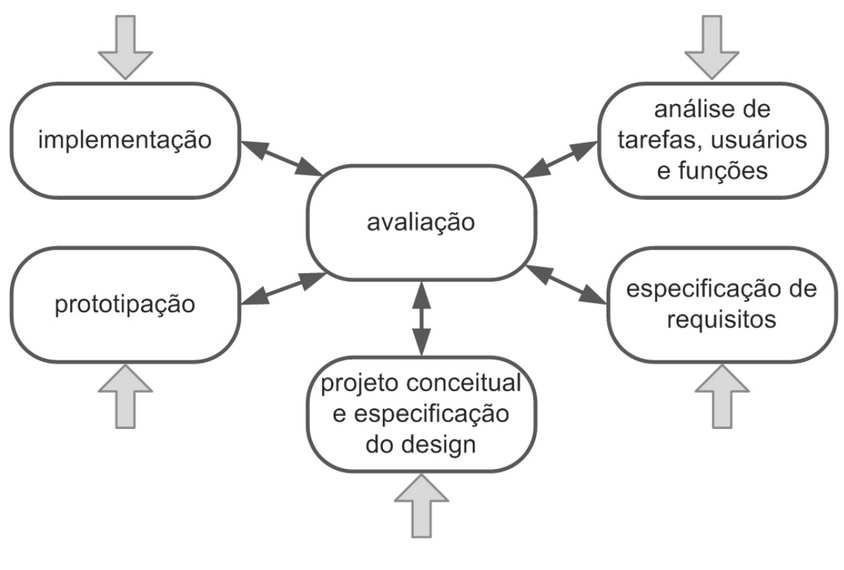 implementação
análise de
tarefas, usuários
e funções
avaliação
prototipação
especificação de
requisitos
projeto conceitual
e especificação
do design